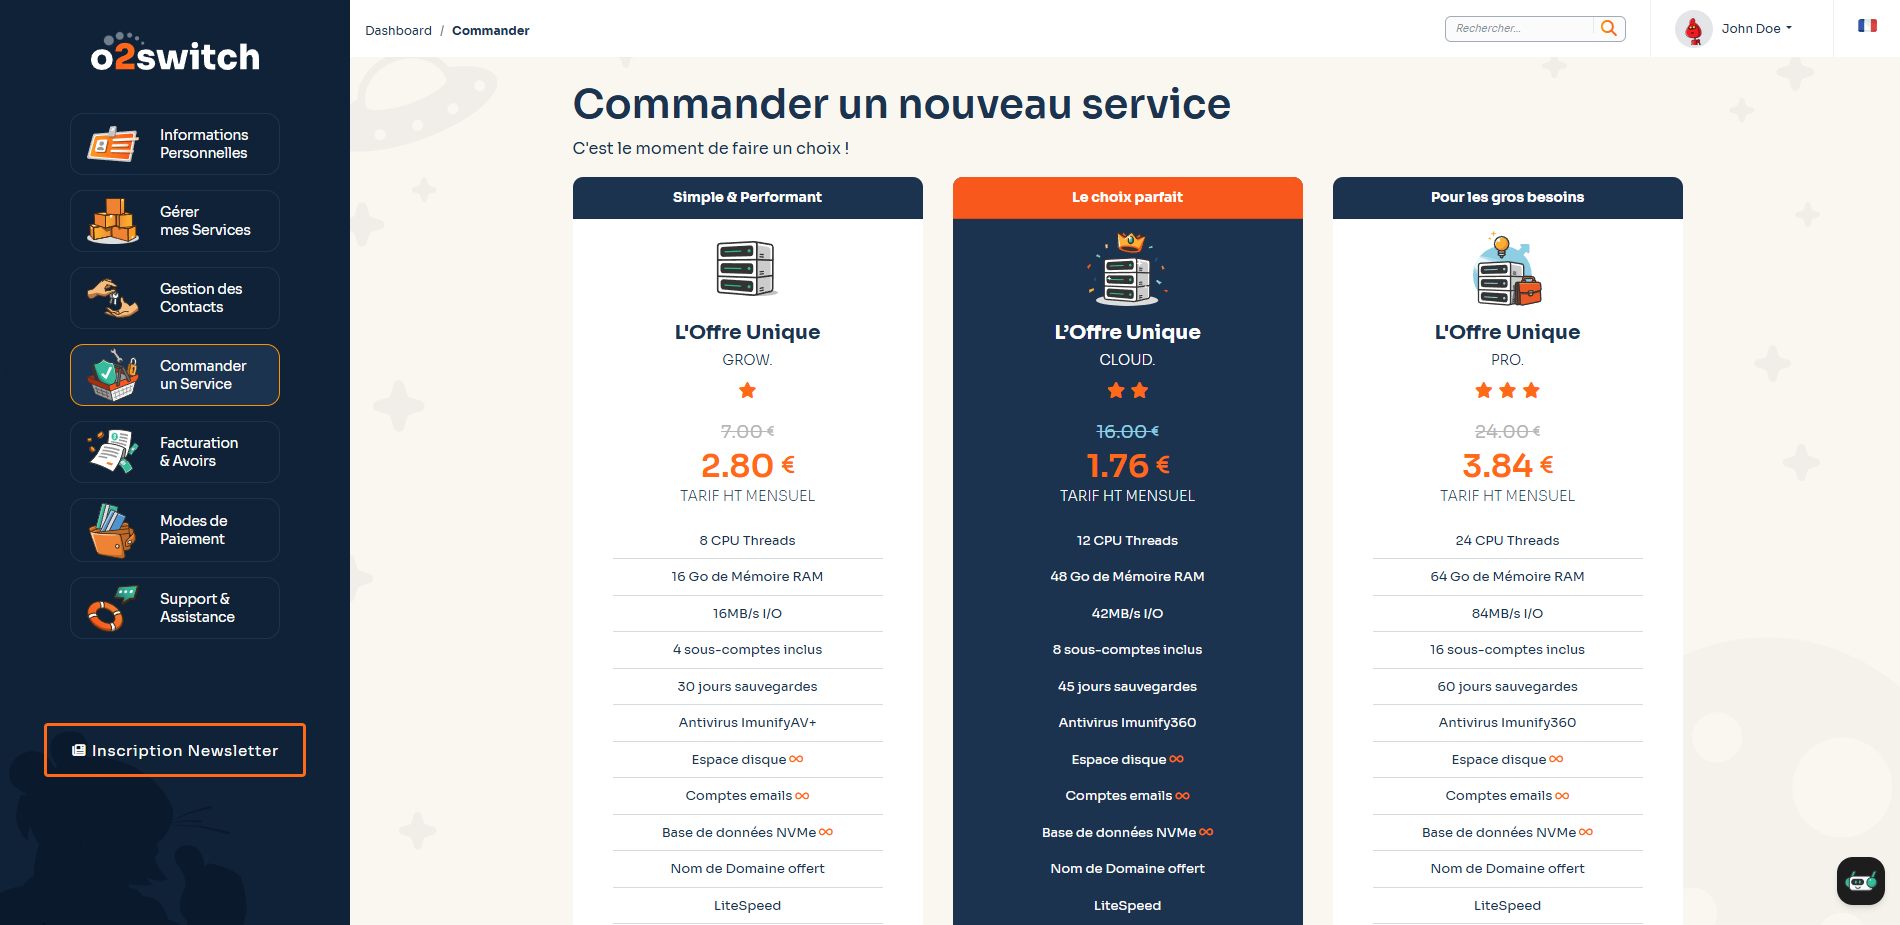 o2switch
Informations
Personnelles
Gérer
mes Services
Gestion des
Contacts
Commander
un Service
Facturation
& Avoirs
Modes de
Paiement
Support &
Assistance
Inscription Newsletter
Dashboard / Commander
Rechercher...
John Doe
Commander un nouveau service
C'est le moment de faire un choix !
Simple & Performant
L'Offre Unique
GROW.
7.00 €
2.80 €
TARIF HT MENSUEL
8 CPU Threads
16 Go de Mémoire RAM
16MB/s I/O
4 sous-comptes inclus
30 jours sauvegardes
Antivirus ImunifyAV+
Espace disque ∞
Comptes emails ∞
Base de données NVMe ∞
Nom de Domaine offert
LiteSpeed
Le choix parfait
L’Offre Unique
CLOUD.
16.00 €
1.76 €
TARIF HT MENSUEL
12 CPU Threads
48 Go de Mémoire RAM
42MB/s I/O
8 sous-comptes inclus
45 jours sauvegardes
Antivirus Imunify360
Espace disque ∞
Comptes emails ∞
Base de données NVMe ∞
Nom de Domaine offert
LiteSpeed
Pour les gros besoins
L'Offre Unique
PRO.
24.00 €
3.84 €
TARIF HT MENSUEL
24 CPU Threads
64 Go de Mémoire RAM
84MB/s I/O
16 sous-comptes inclus
60 jours sauvegardes
Antivirus Imunify360
Espace disque ∞
Comptes emails ∞
Base de données NVMe ∞
Nom de Domaine offert
LiteSpeed